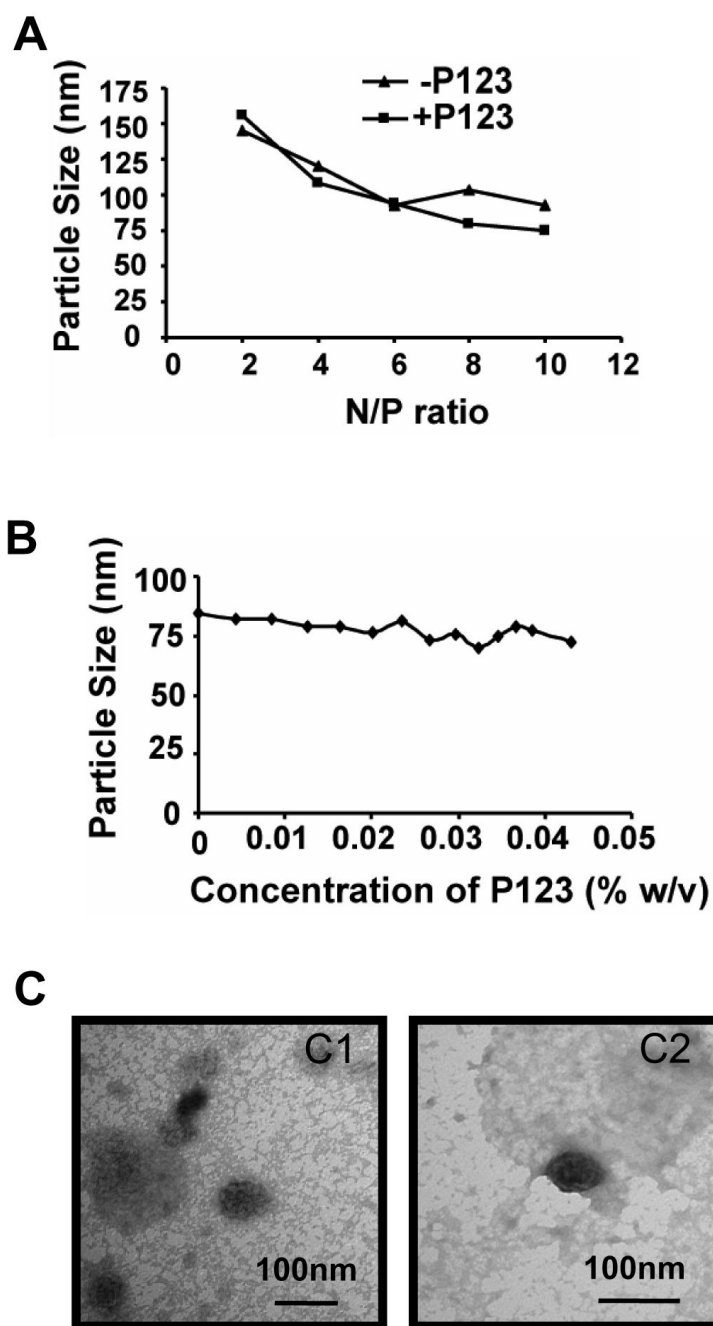 A
Particle Size (nm)
175
150
125
100
75
50
25
0
-P123
+P123
0 2 4 6 8 10 12
N/P ratio
B
Particle Size (nm)
100
75
50
25
0
0 0.01 0.02 0.03 0.04 0.05
Concentration of P123 (% w/v)
C
C1
100nm
C2
100nm